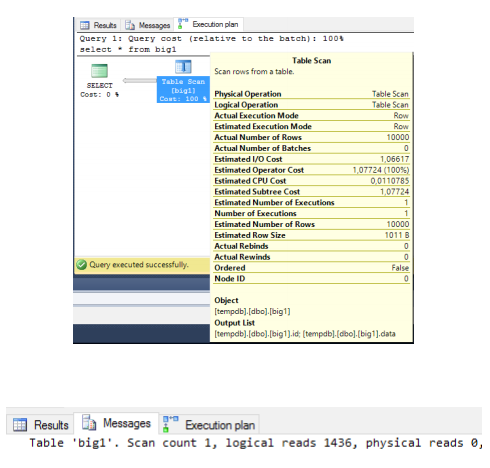 Results Messages Execution plan
Query 1: Query cost (relative to the batch): 100%
select * from big1
SELECT
Cost: 0 %
Table Scan
[big1]
Cost: 100 %
Table Scan
Scan rows from a table.
Physical Operation Table Scan
Logical Operation Table Scan
Actual Execution Mode Row
Estimated Execution Mode Row
Actual Number of Rows 10000
Actual Number of Batches 0
Estimated I/O Cost 1,06617
Estimated Operator Cost 1,07724 (100%)
Estimated CPU Cost 0,0110785
Estimated Subtree Cost 1,07724
Estimated Number of Executions 1
Number of Executions 1
Estimated Number of Rows 10000
Estimated Row Size 1011 B
Actual Rebinds 0
Actual Rewinds 0
Ordered False
Node ID 0
Object
[tempdb].[dbo].[big1]
Output List
[tempdb].[dbo].[big1].id; [tempdb].[dbo].[big1].data
Query executed successfully.
Results Messages Execution plan
Table 'big1'. Scan count 1, logical reads 1436, physical reads 0,